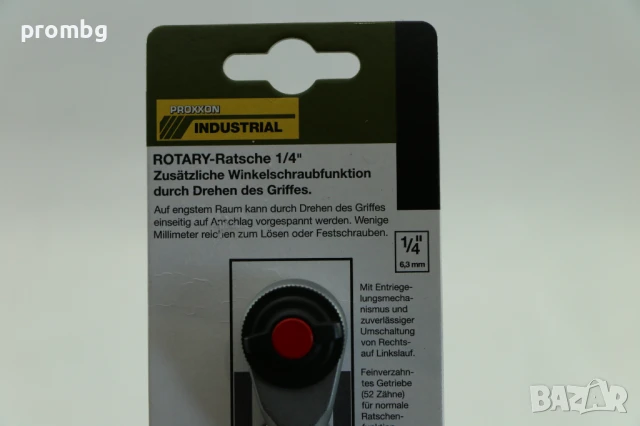 prombg
PROXXON
INDUSTRIAL
ROTARY-Ratsche 1/4"
Zusätzliche Winkelschraubfunktion
durch Drehen des Griffes.
Auf engstem Raum kann durch Drehen des Griffes
einseitig auf Anschlag vorgespannt werden. Wenige
Millimeter reichen zum Lösen oder Festschrauben.
1/4"
6,3 mm
Mit Entriege-
lungsmecha-
nismus und
zuverlässiger
Umschaltung
von Rechts-
auf Linkslauf.
Feinverzahn-
tes Getriebe
(52 Zähne)
für normale
Ratschen-
funktion
BAZAR
bazar.bg